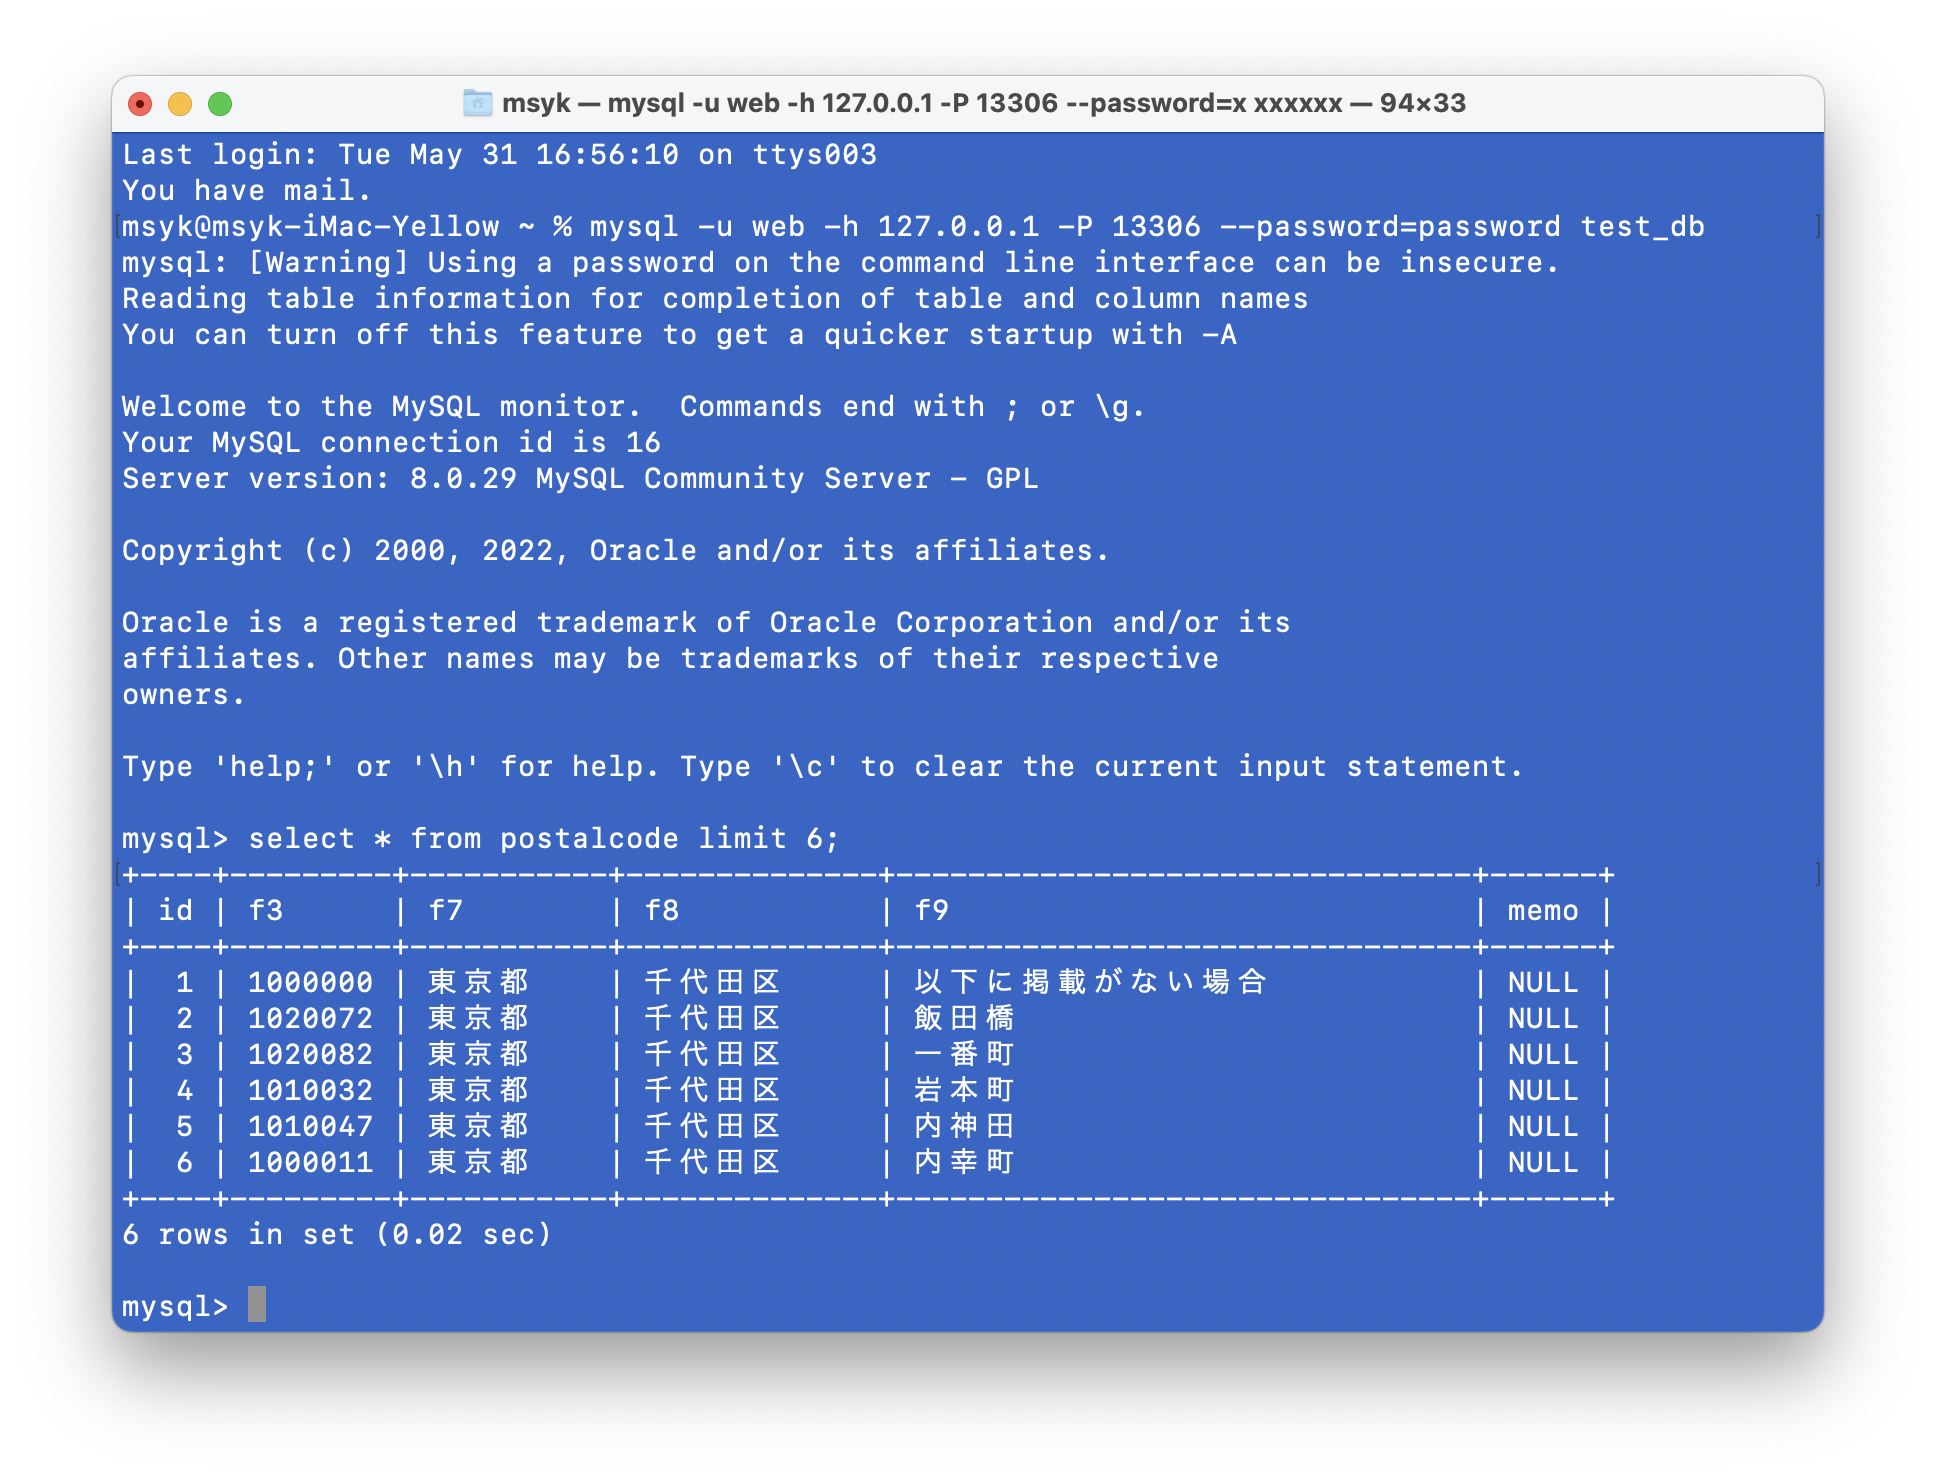 msyk — mysql -u web -h 127.0.0.1 -P 13306 --password=x xxxxxx — 94×33
Last login: Tue May 31 16:56:10 on ttys003
You have mail.
[msyk@msyk-iMac-Yellow ~ % mysql -u web -h 127.0.0.1 -P 13306 --password=password test_db ]
mysql: [Warning] Using a password on the command line interface can be insecure.
Reading table information for completion of table and column names
You can turn off this feature to get a quicker startup with -A

Welcome to the MySQL monitor.  Commands end with ; or \g.
Your MySQL connection id is 16
Server version: 8.0.29 MySQL Community Server - GPL

Copyright (c) 2000, 2022, Oracle and/or its affiliates.

Oracle is a registered trademark of Oracle Corporation and/or its
affiliates. Other names may be trademarks of their respective
owners.

Type 'help;' or '\h' for help. Type '\c' to clear the current input statement.

mysql> select * from postalcode limit 6;
[+----+---------+-----------+--------------+--------------------------------+------+ ]
| id | f3      | f7        | f8           | f9                             | memo |
+----+---------+-----------+--------------+--------------------------------+------+
|  1 | 1000000 | 東京都    | 千代田区     | 以下に掲載がない場合           | NULL |
|  2 | 1020072 | 東京都    | 千代田区     | 飯田橋                         | NULL |
|  3 | 1020082 | 東京都    | 千代田区     | 一番町                         | NULL |
|  4 | 1010032 | 東京都    | 千代田区     | 岩本町                         | NULL |
|  5 | 1010047 | 東京都    | 千代田区     | 内神田                         | NULL |
|  6 | 1000011 | 東京都    | 千代田区     | 内幸町                         | NULL |
+----+---------+-----------+--------------+--------------------------------+------+
6 rows in set (0.02 sec)

mysql>